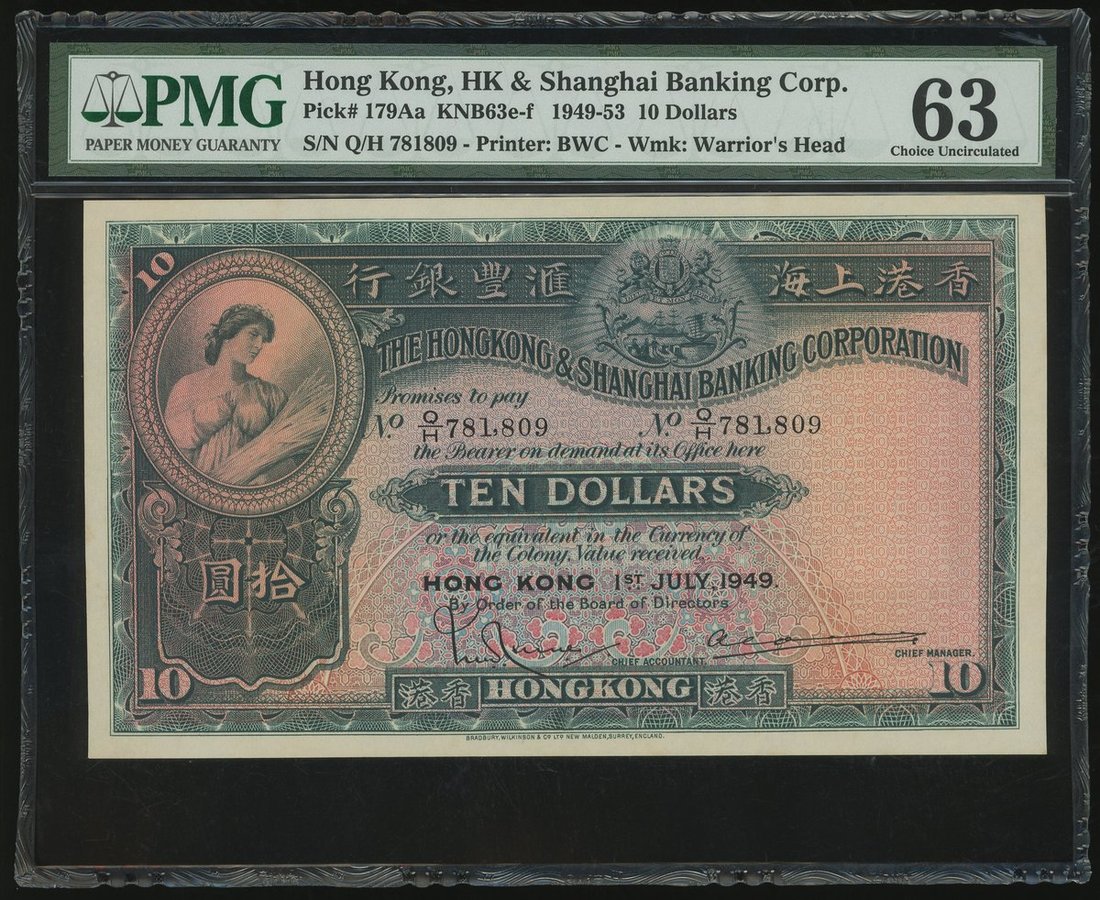 PMG
PAPER MONEY GUARANTY
Hong Kong, HK & Shanghai Banking Corp.
Pick# 179Aa KNB63e-f 1949-53 10 Dollars
S/N Q/H 781809 - Printer: BWC - Wmk: Warrior's Head
63
Choice Uncirculated
10
行銀豐滙 海上港香
THE HONGKONG & SHANGHAI BANKING CORPORATION
Promises to pay
No. Q/H 781,809 No. Q/H 781,809
the Bearer on demand at its Office here
TEN DOLLARS
or the equivalent in the Currency of
the Colony, Value received
圓拾
HONG KONG 1ST JULY, 1949.
By Order of the Board of Directors
CHIEF ACCOUNTANT.
CHIEF MANAGER.
10 港香 HONGKONG 港香 10
BRADBURY, WILKINSON & Co LTD NEW MALDEN, SURREY, ENGLAND.